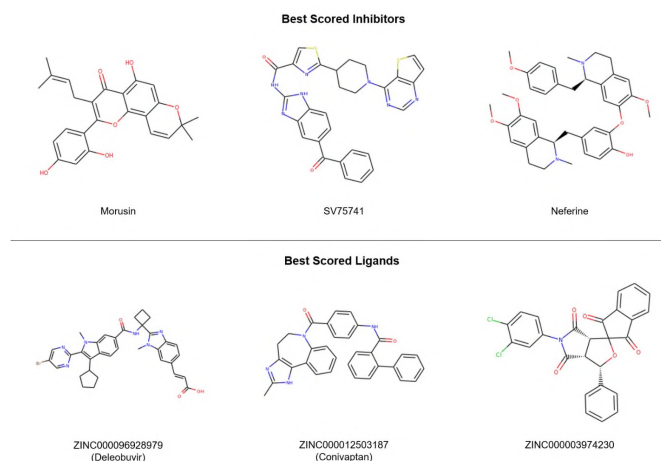 Best Scored Inhibitors
Morusin
SV75741
Neferine
Best Scored Ligands
ZINC000096928979
(Deleobuvir)
ZINC000012503187
(Conivaptan)
ZINC000003974230